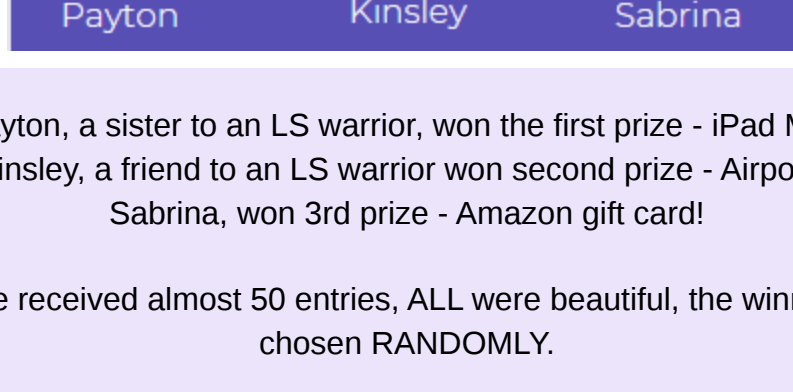 Payton Kinsley Sabrina
yton, a sister to an LS warrior, won the first prize - iPad
insley, a friend to an LS warrior won second prize - Airpo
Sabrina, won 3rd prize - Amazon gift card!
e received almost 50 entries, ALL were beautiful, the win
chosen RANDOMLY.